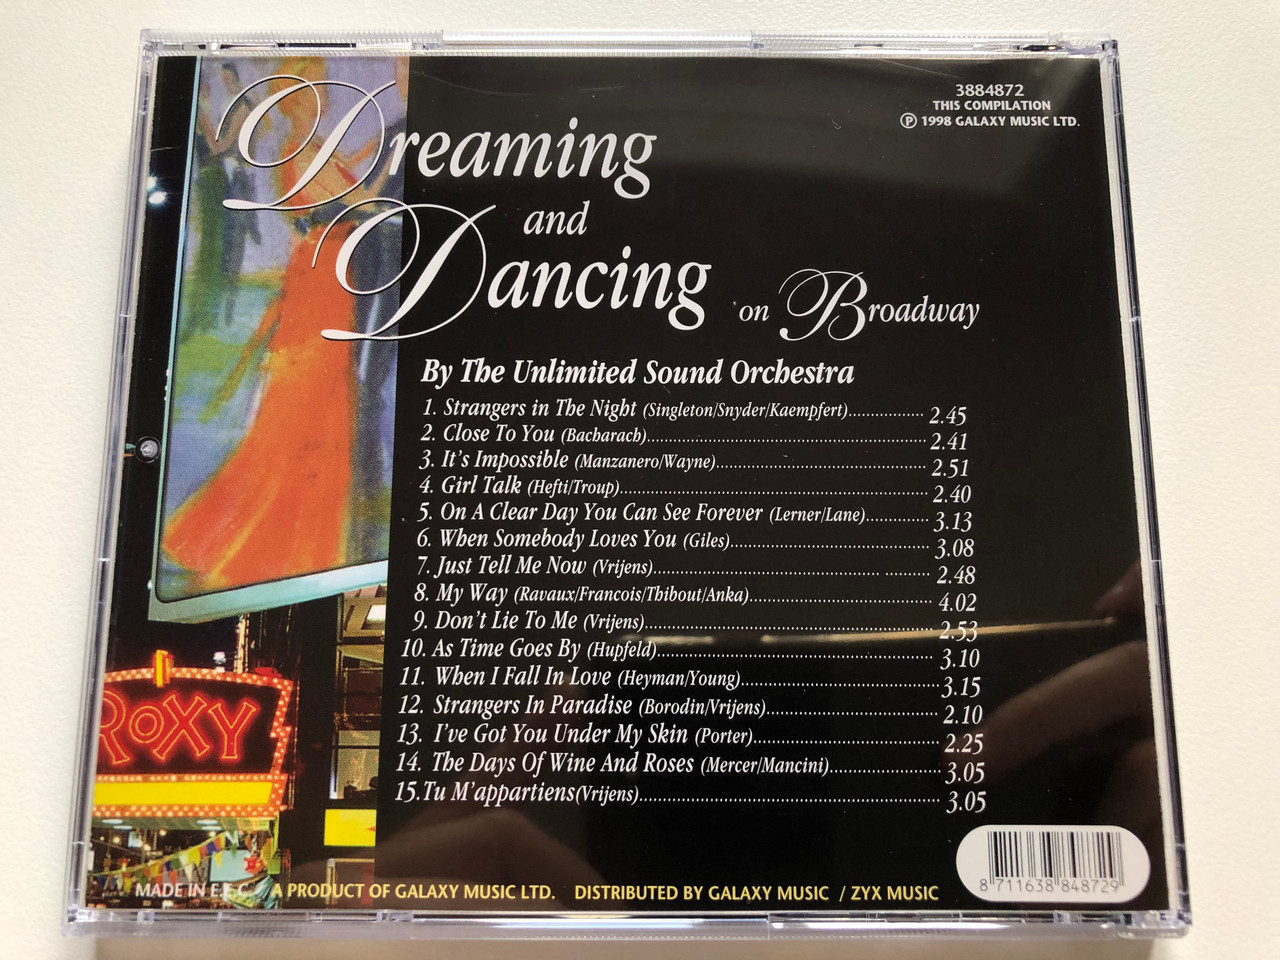 3884872
THIS COMPILATION
℗ 1998 GALAXY MUSIC LTD.
Dreaming
and
Dancing
on Broadway
By The Unlimited Sound Orchestra
1. Strangers in The Night (Singleton/Snyder/Kaempfert)................. 2.45
2. Close To You (Bacharach)................................................................ 2.41
3. It's Impossible (Manzanero/Wayne)................................................ 2.51
4. Girl Talk (Hefti/Troup)...................................................................... 2.40
5. On A Clear Day You Can See Forever (Lerner/Lane).............. 3.13
6. When Somebody Loves You (Giles)............................................. 3.08
7. Just Tell Me Now (Vrijens).................................................... .......... 2.48
8. My Way (Ravaux/Francois/Thibout/Anka)......................................... 4.02
9. Don't Lie To Me (Vrijens)................................................................. 2.53
10. As Time Goes By (Hupfeld).............................................................. 3.10
11. When I Fall In Love (Heyman/Young)............................................. 3.15
12. Strangers In Paradise (Borodin/Vrijens)....................................... 2.10
13. I've Got You Under My Skin (Porter).......................................... 2.25
14. The Days Of Wine And Roses (Mercer/Mancini)......................... 3.05
15.Tu M'appartiens(Vrijens).................................................................... 3.05
ROXY
8 711638 848729
MADE IN E.E.C. A PRODUCT OF GALAXY MUSIC LTD. DISTRIBUTED BY GALAXY MUSIC / ZYX MUSIC